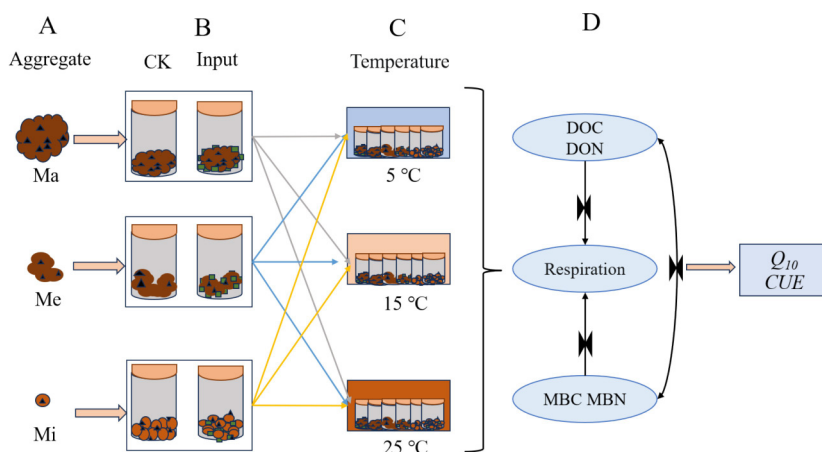 A
B
C
D
Aggregate
CK
Input
Temperature
Ma
5 ℃
Me
15 ℃
Mi
25 ℃
DOC
DON
Respiration
MBC MBN
Q10
CUE